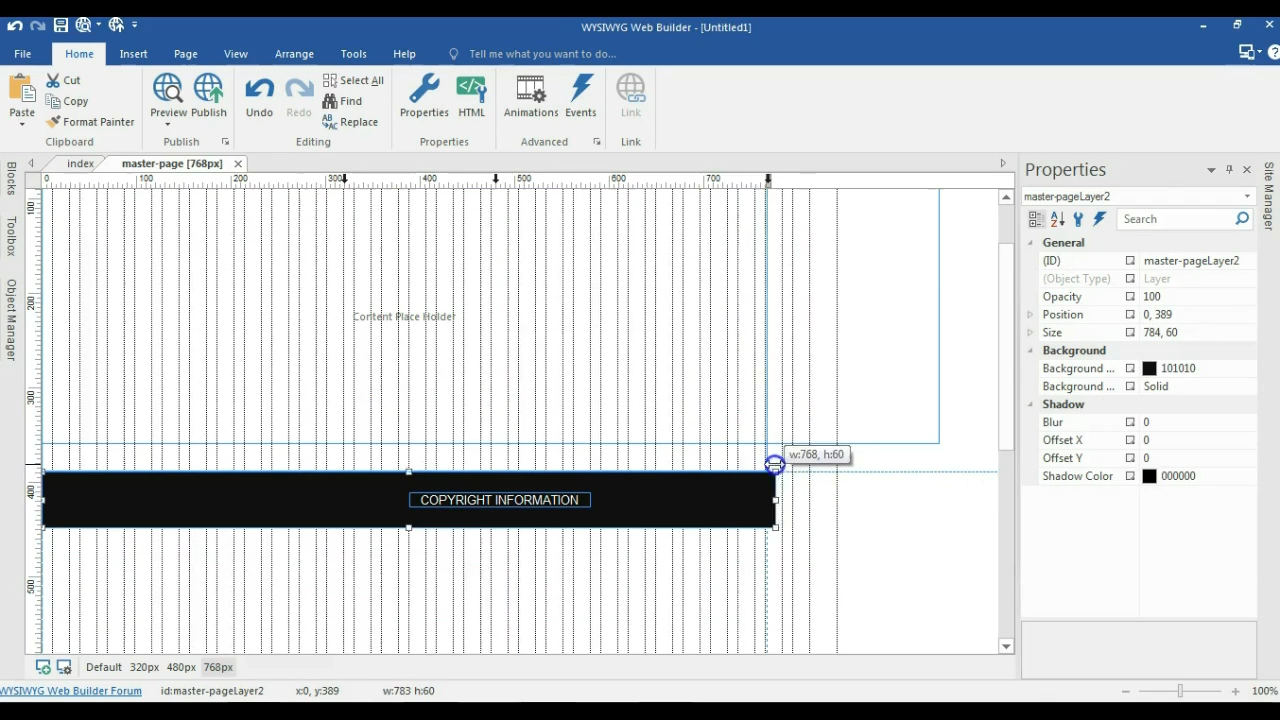 WYSIWYG Web Builder - [Untitled1]
File Home Insert Page View Arrange Tools Help Tell me what you want to do...
Paste Cut Copy Format Painter Preview Publish Undo Redo Select All Find Replace Properties HTML Animations Events Link
Clipboard Publish Editing Properties Advanced Link
index master-page [768px]
0 100 200 300 400 500 600 700
100 200 300 400 500
Blocks
Toolbox
Object Manager
Content Place Holder
w:768, h:60
COPYRIGHT INFORMATION
Properties
master-pageLayer2
Search
General
(ID) master-pageLayer2
(Object Type) Layer
Opacity 100
Position 0, 389
Size 784, 60
Background
Background ... 101010
Background ... Solid
Shadow
Blur 0
Offset X 0
Offset Y 0
Shadow Color 000000
Site Manager
Default 320px 480px 768px
WYSIWYG Web Builder Forum id:master-pageLayer2 x:0, y:389 w:783 h:60 100%